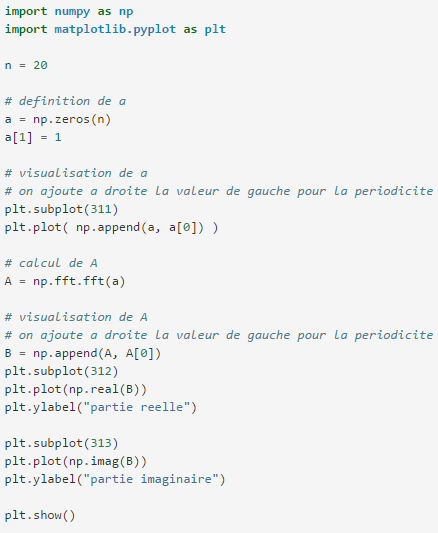 import numpy as np
import matplotlib.pyplot as plt
n = 20
# definition de a
a = np.zeros(n)
a[1] = 1
# visualisation de a
# on ajoute a droite la valeur de gauche pour la periodicite
plt.subplot(311)
plt.plot( np.append(a, a[0]) )
# calcul de A
A = np.fft.fft(a)
# visualisation de A
# on ajoute a droite la valeur de gauche pour la periodicite
B = np.append(A, A[0])
plt.subplot(312)
plt.plot(np.real(B))
plt.ylabel("partie reelle")
plt.subplot(313)
plt.plot(np.imag(B))
plt.ylabel("partie imaginaire")
plt.show()